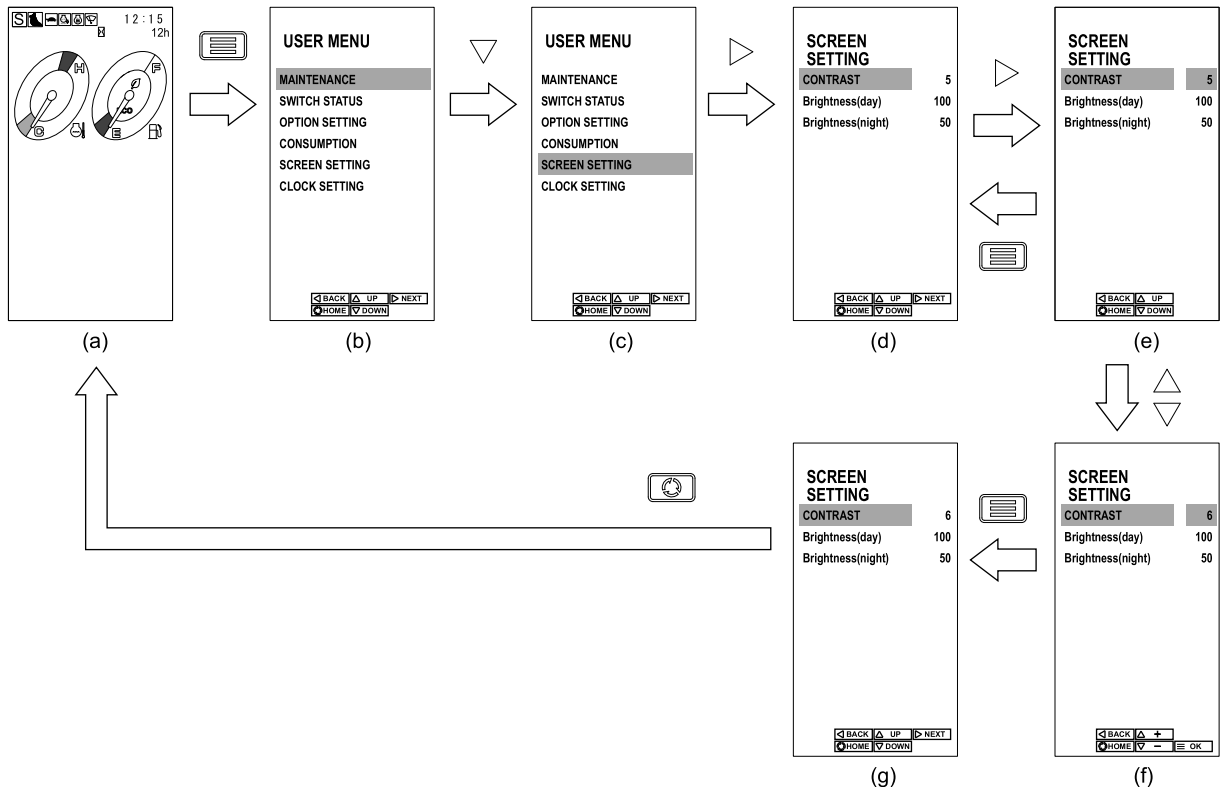 S 12:15
12h
H F
ECO
C E
(a)
USER MENU
MAINTENANCE
SWITCH STATUS
OPTION SETTING
CONSUMPTION
SCREEN SETTING
CLOCK SETTING
BACK UP NEXT
HOME DOWN
(b)
USER MENU
MAINTENANCE
SWITCH STATUS
OPTION SETTING
CONSUMPTION
SCREEN SETTING
CLOCK SETTING
BACK UP NEXT
HOME DOWN
(c)
SCREEN
SETTING
CONTRAST 5
Brightness(day) 100
Brightness(night) 50
BACK UP NEXT
HOME DOWN
(d)
SCREEN
SETTING
CONTRAST 5
Brightness(day) 100
Brightness(night) 50
BACK UP
HOME DOWN
(e)
SCREEN
SETTING
CONTRAST 6
Brightness(day) 100
Brightness(night) 50
BACK UP NEXT
HOME DOWN
(g)
SCREEN
SETTING
CONTRAST 6
Brightness(day) 100
Brightness(night) 50
BACK +
HOME − OK
(f)